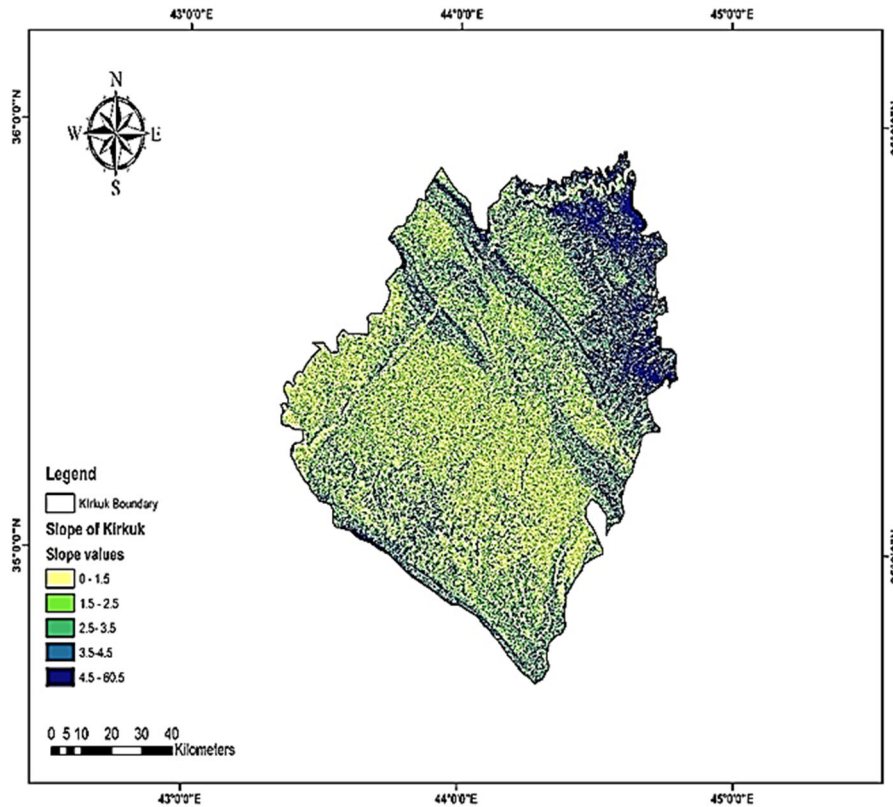 43°0'0"E 44°0'0"E 45°0'0"E
36°0'0"N
N
W E
S
Legend
Kirkuk Boundary
Slope of Kirkuk
Slope values
0 - 1.5
1.5 - 2.5
2.5- 3.5
3.5-4.5
4.5 - 60.5
35°0'0"N
0 5 10 20 30 40
Kilometers
43°0'0"E 44°0'0"E 45°0'0"E